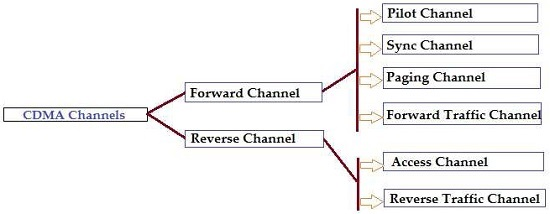 Pilot Channel
Sync Channel
Paging Channel
Forward Traffic Channel
Forward Channel
CDMA Channels
Reverse Channel
Access Channel
Reverse Traffic Channel